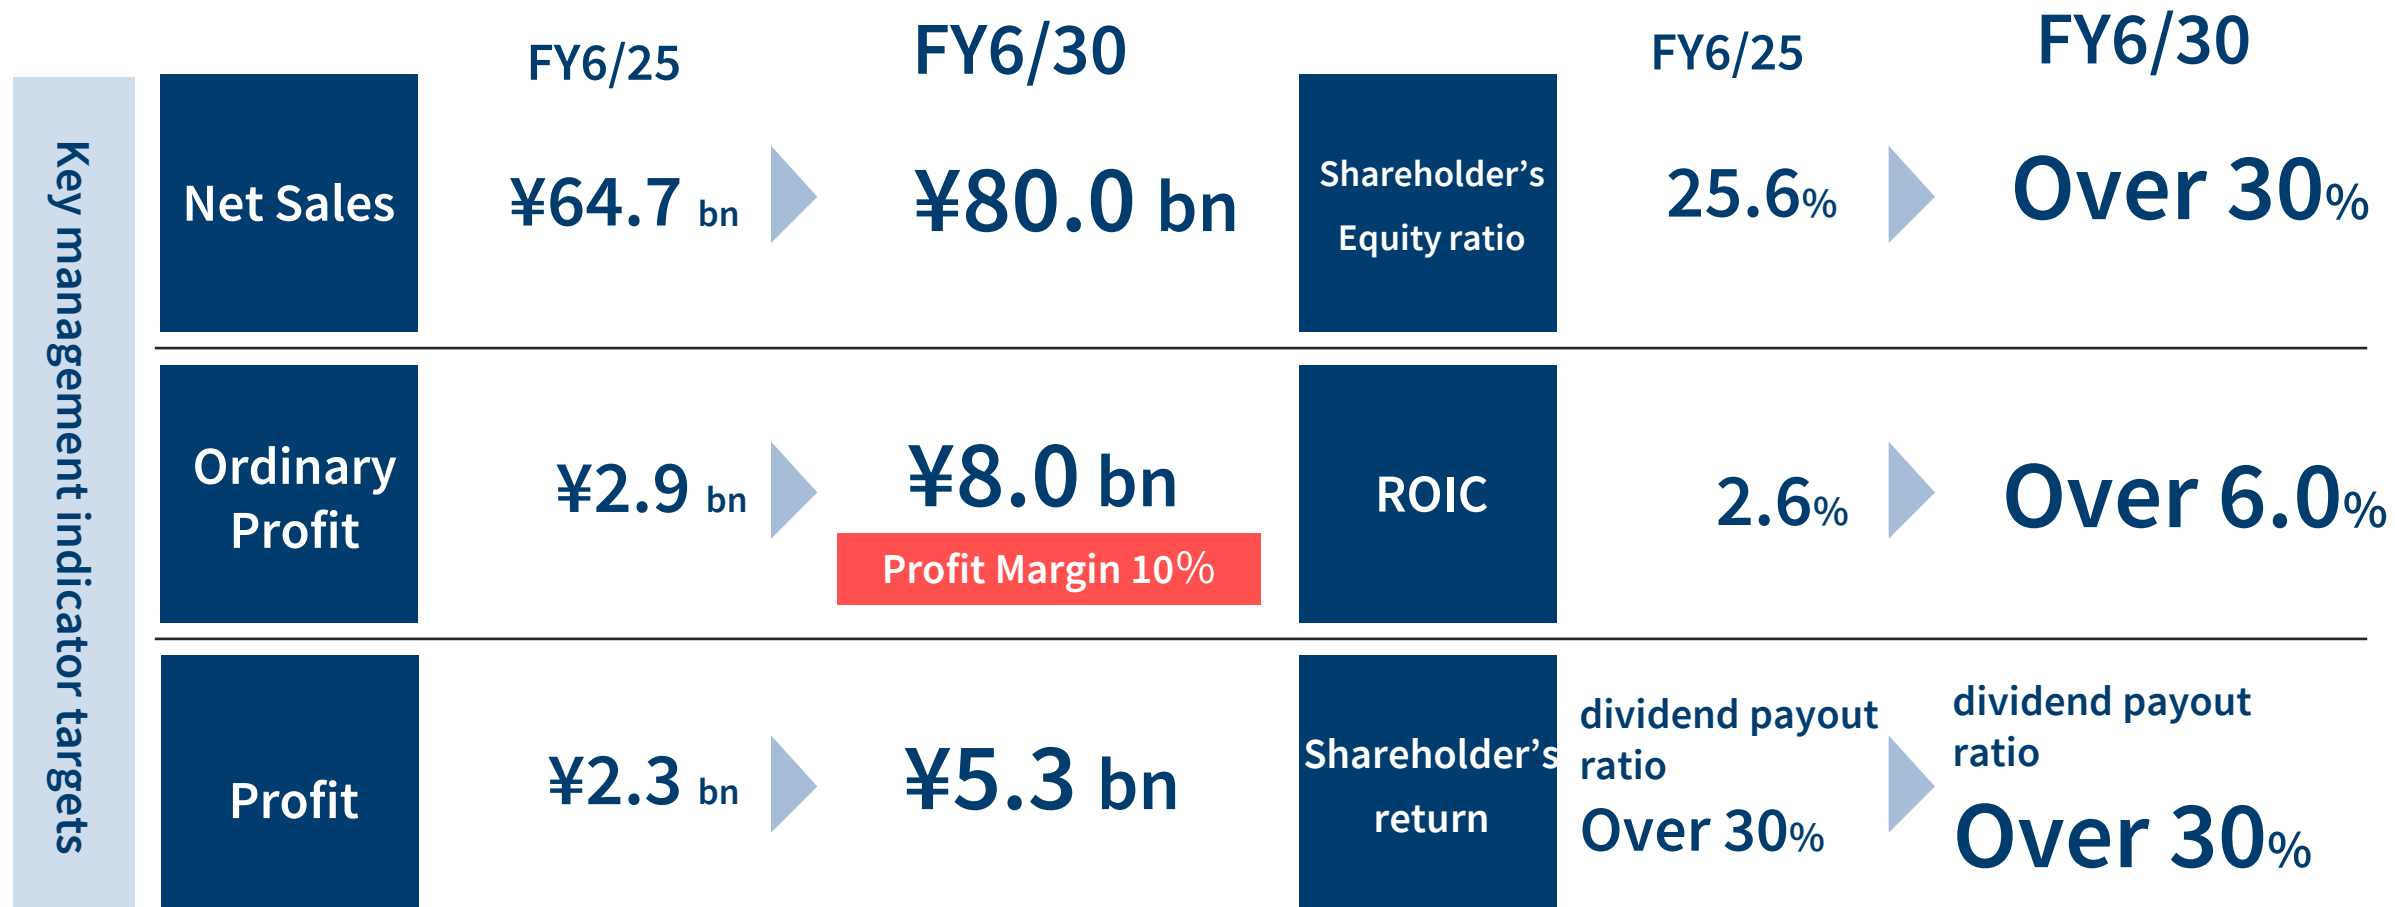 Key management indicator targets
FY6/25
FY6/30
FY6/25
FY6/30
Net Sales
¥64.7 bn
¥80.0 bn
Shareholder’s
Equity ratio
25.6%
Over 30%
Ordinary
Profit
¥2.9 bn
¥8.0 bn
Profit Margin 10%
ROIC
2.6%
Over 6.0%
Profit
¥2.3 bn
¥5.3 bn
Shareholder’s
return
dividend payout
ratio
Over 30%
dividend payout
ratio
Over 30%